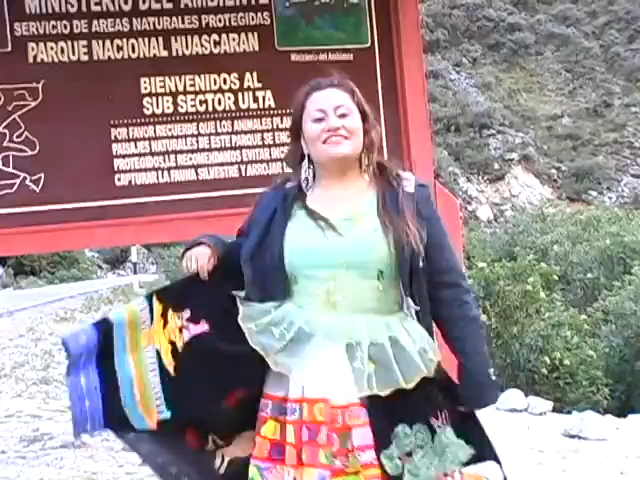 MINISTERIO DEL AMBIENTE
SERVICIO DE AREAS NATURALES PROTEGIDAS
PARQUE NACIONAL HUASCARAN
Ministerio del Ambiente
BIENVENIDOS AL
SUB SECTOR ULTA
POR FAVOR RECUERDE QUE LOS ANIMALES
PAISAJES NATURALES DE ESTE PARQUE SE
PROTEGIDOS,LE RECOMENDAMOS EVITAR
CAPTURAR LA FAUNA SILVESTRE Y